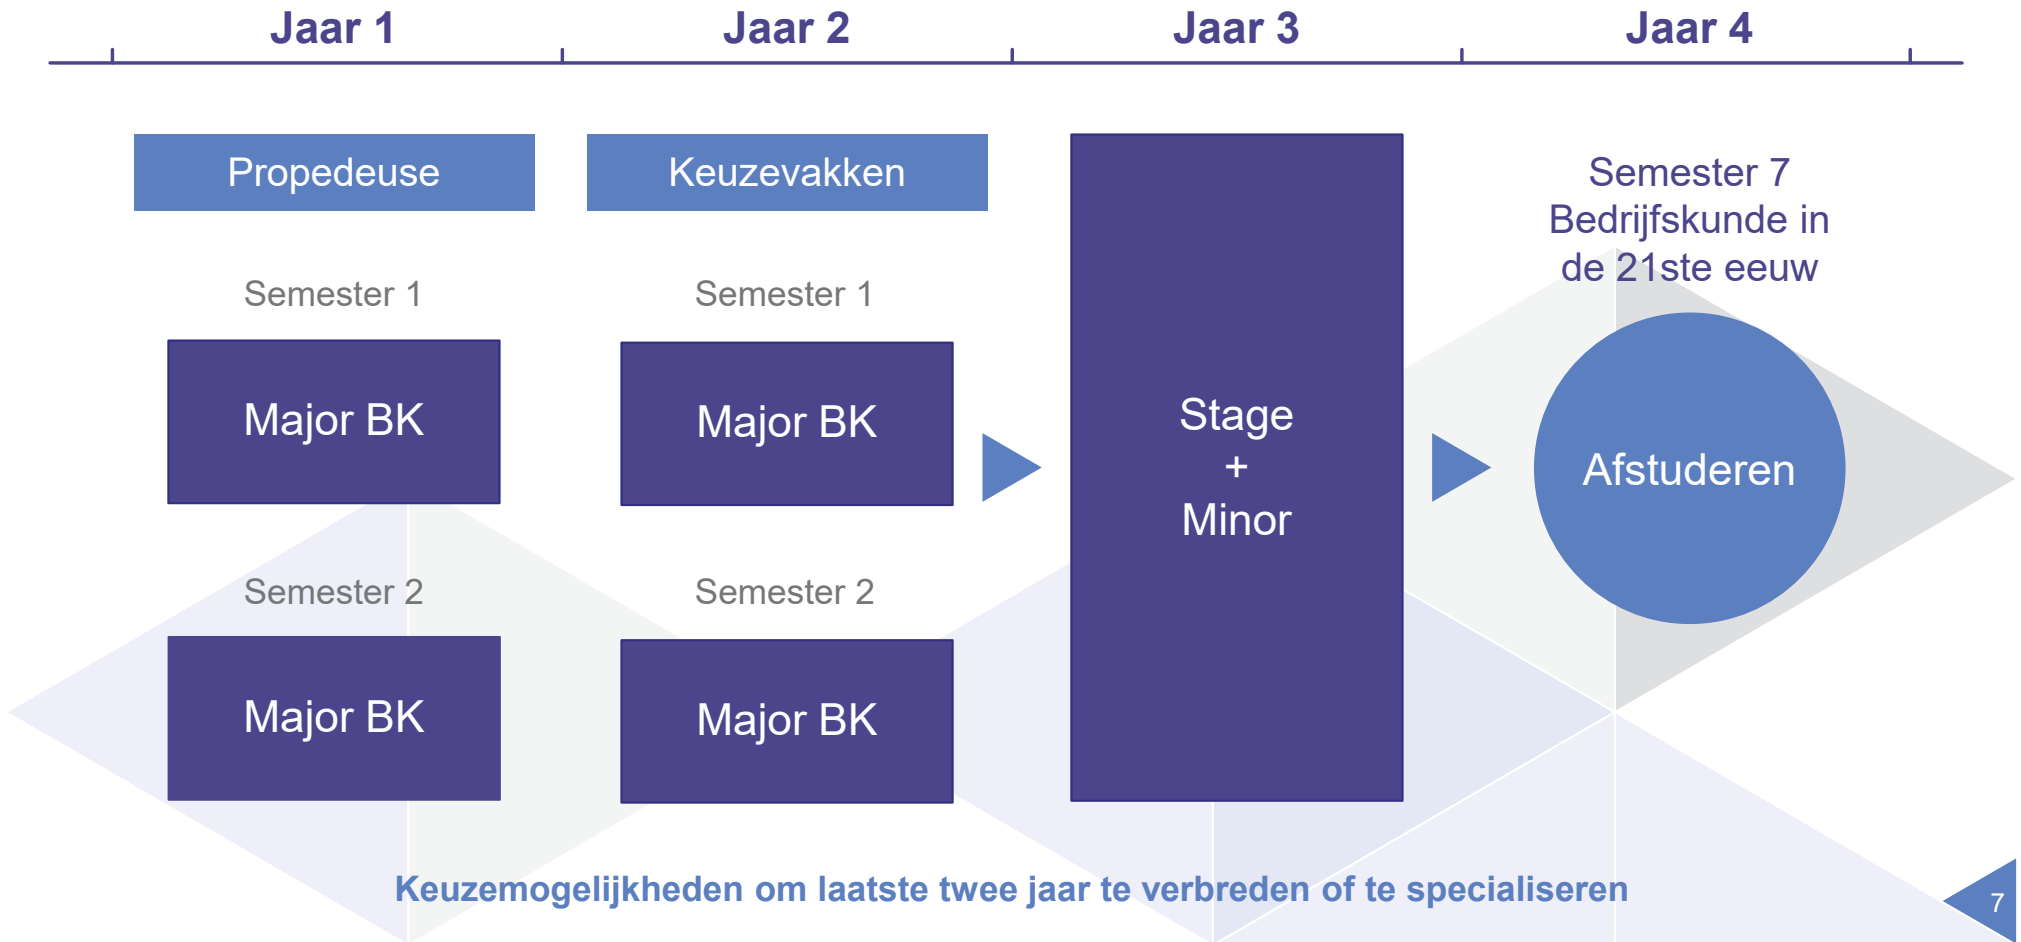 Jaar 1
Jaar 2
Jaar 3
Jaar 4
Propedeuse
Semester 1
Major BK
Semester 2
Major BK
Keuzevakken
Semester 1
Major BK
Semester 2
Major BK
Stage
+
Minor
Semester 7
Bedrijfskunde in
de 21ste eeuw
Afstuderen
Keuzemogelijkheden om laatste twee jaar te verbreden of te specialiseren
7